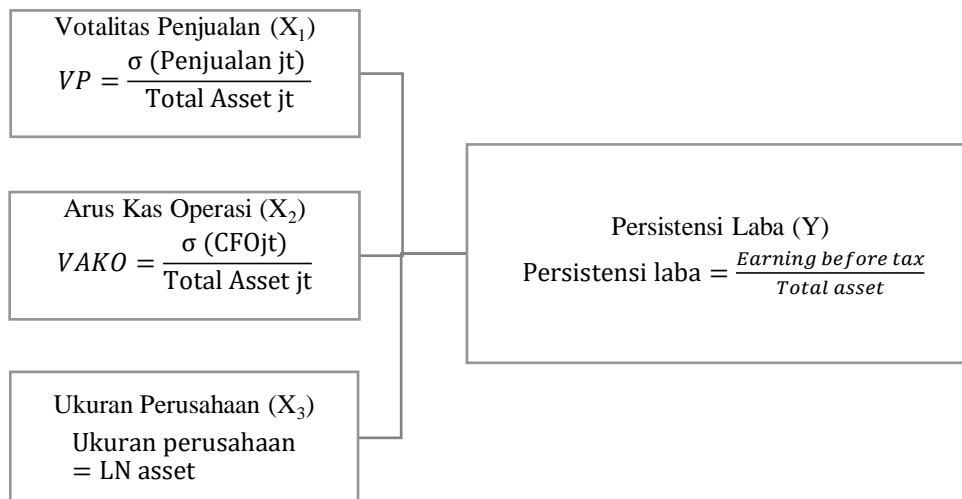 Votalitas Penjualan (X₁)
VP = σ (Penjualan jt) / Total Asset jt
Arus Kas Operasi (X₂)
VAKO = σ (CFOjt) / Total Asset jt
Ukuran Perusahaan (X₃)
Ukuran perusahaan
= LN asset
Persistensi Laba (Y)
Persistensi laba = Earning before tax / Total asset